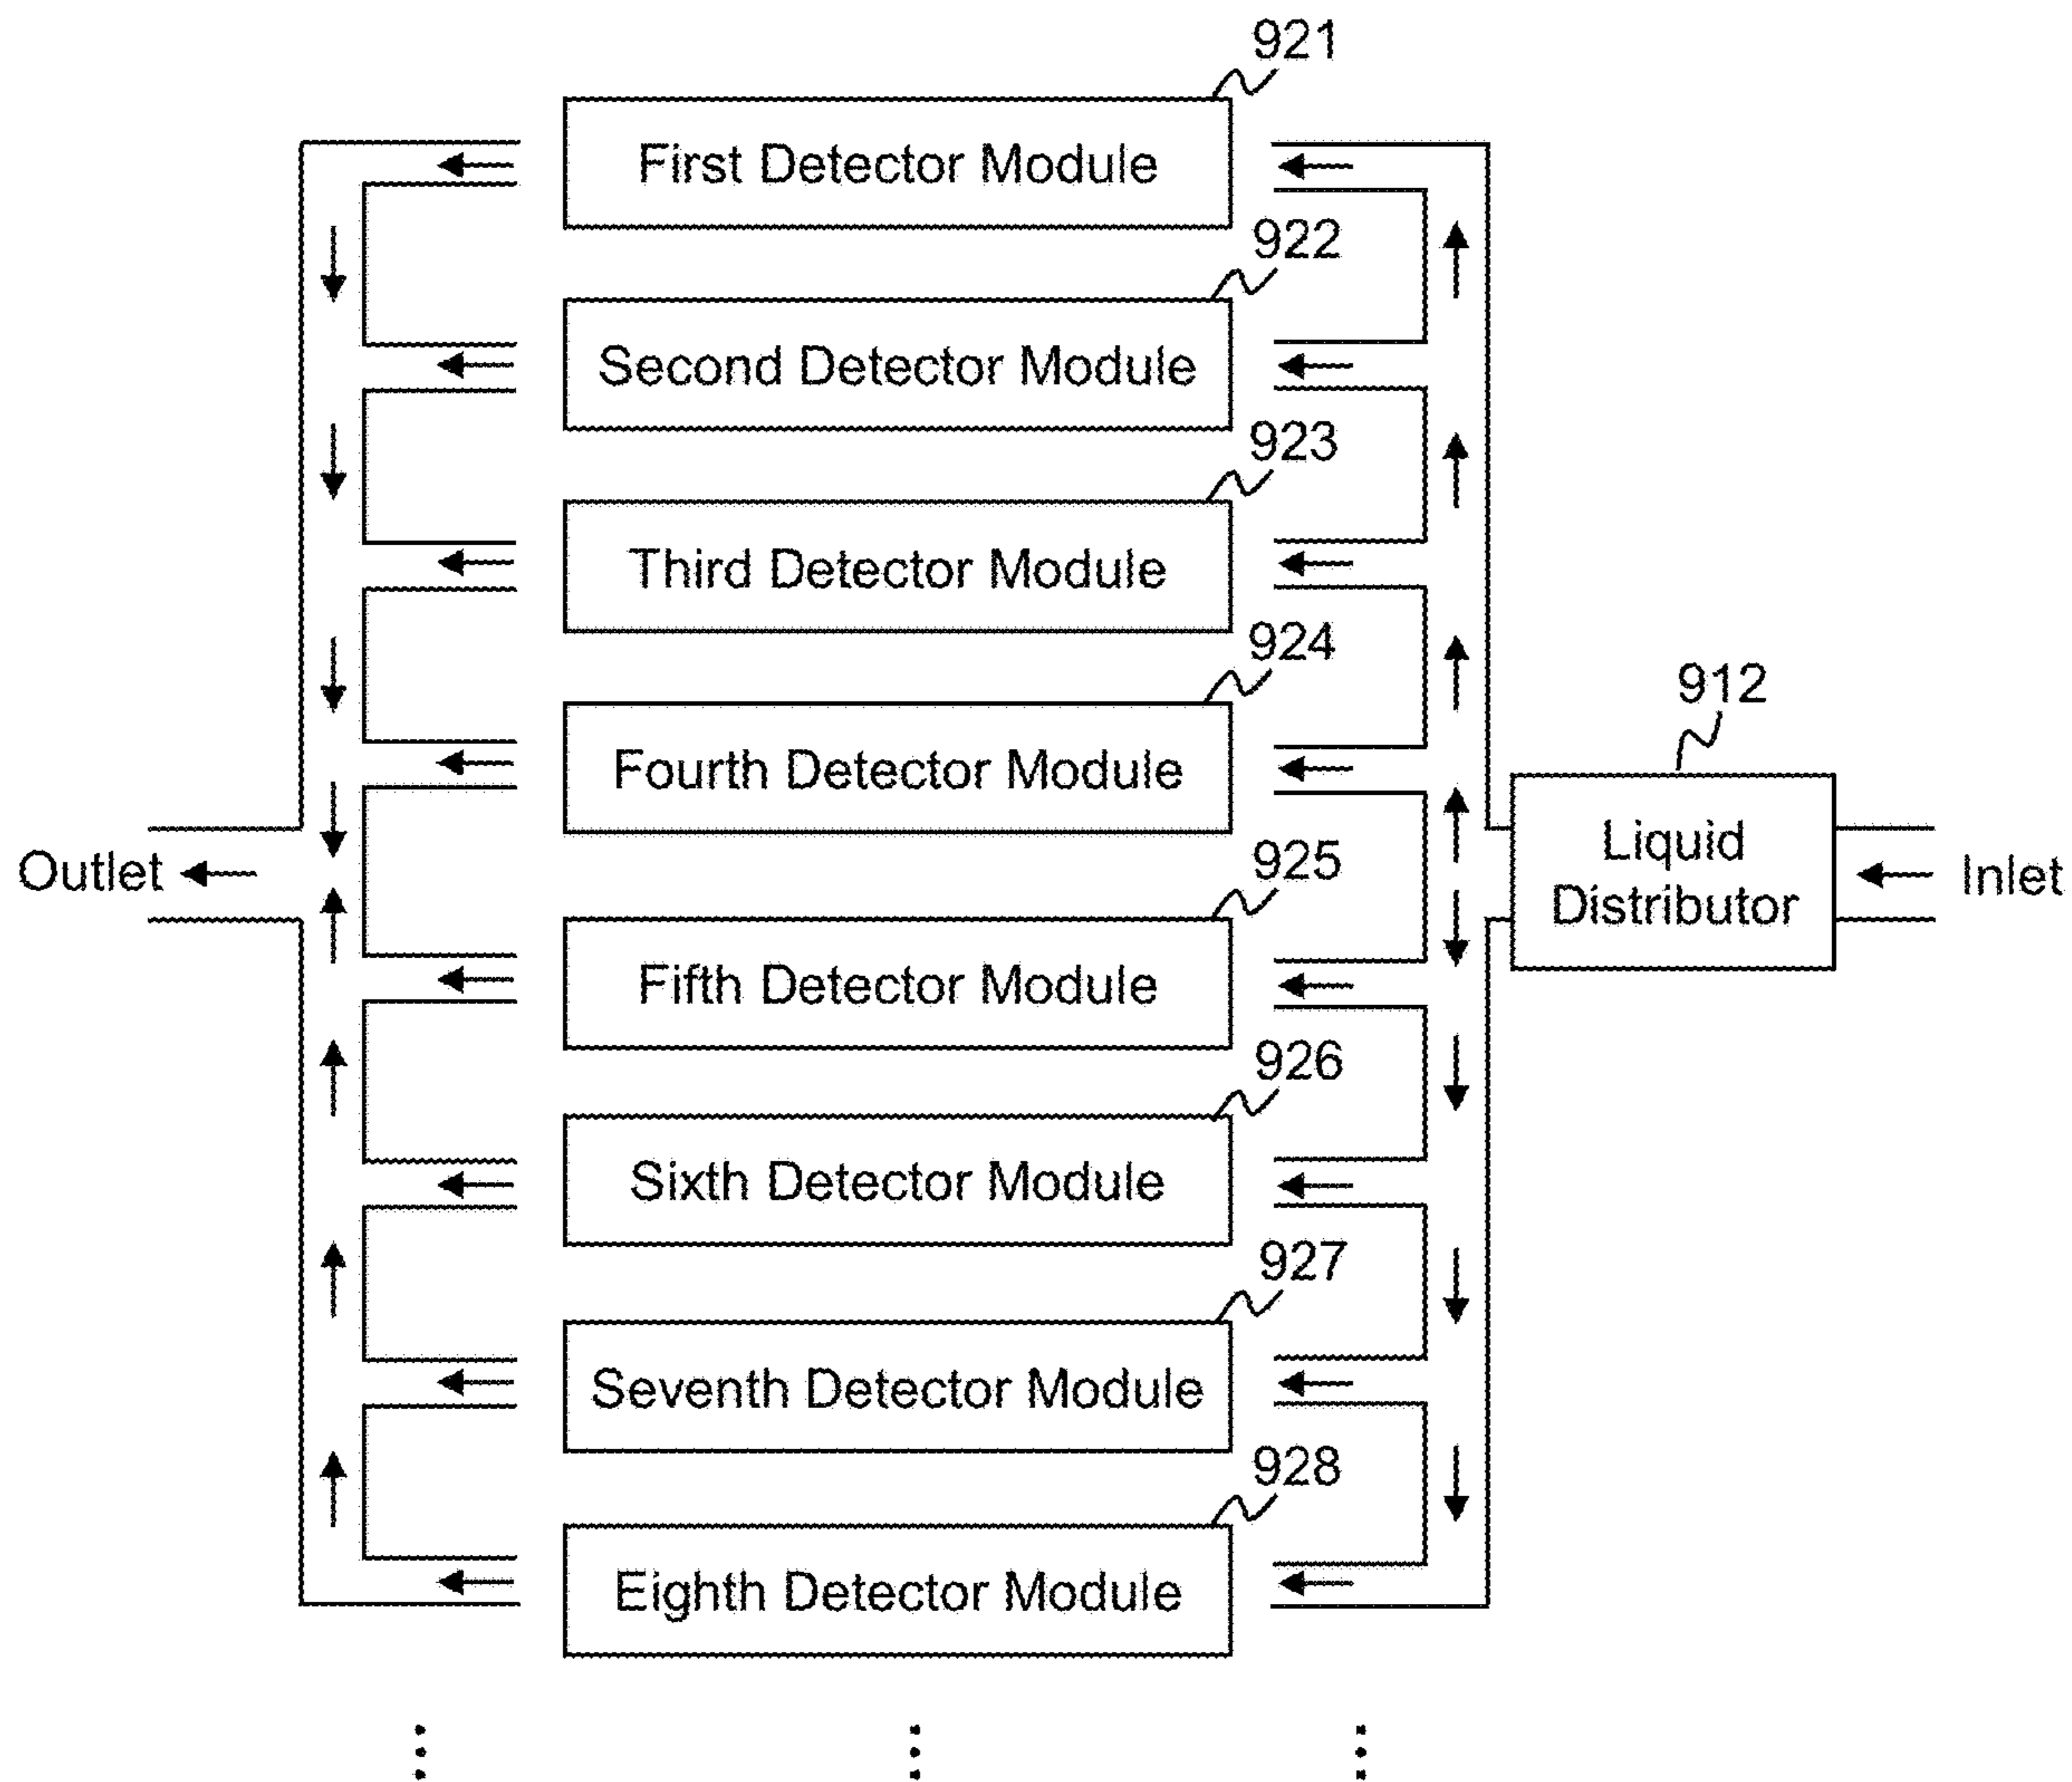 921
First Detector Module
922
Second Detector Module
923
Third Detector Module
924
Fourth Detector Module
912
Liquid
Distributor
Outlet
Inlet
925
Fifth Detector Module
926
Sixth Detector Module
927
Seventh Detector Module
928
Eighth Detector Module